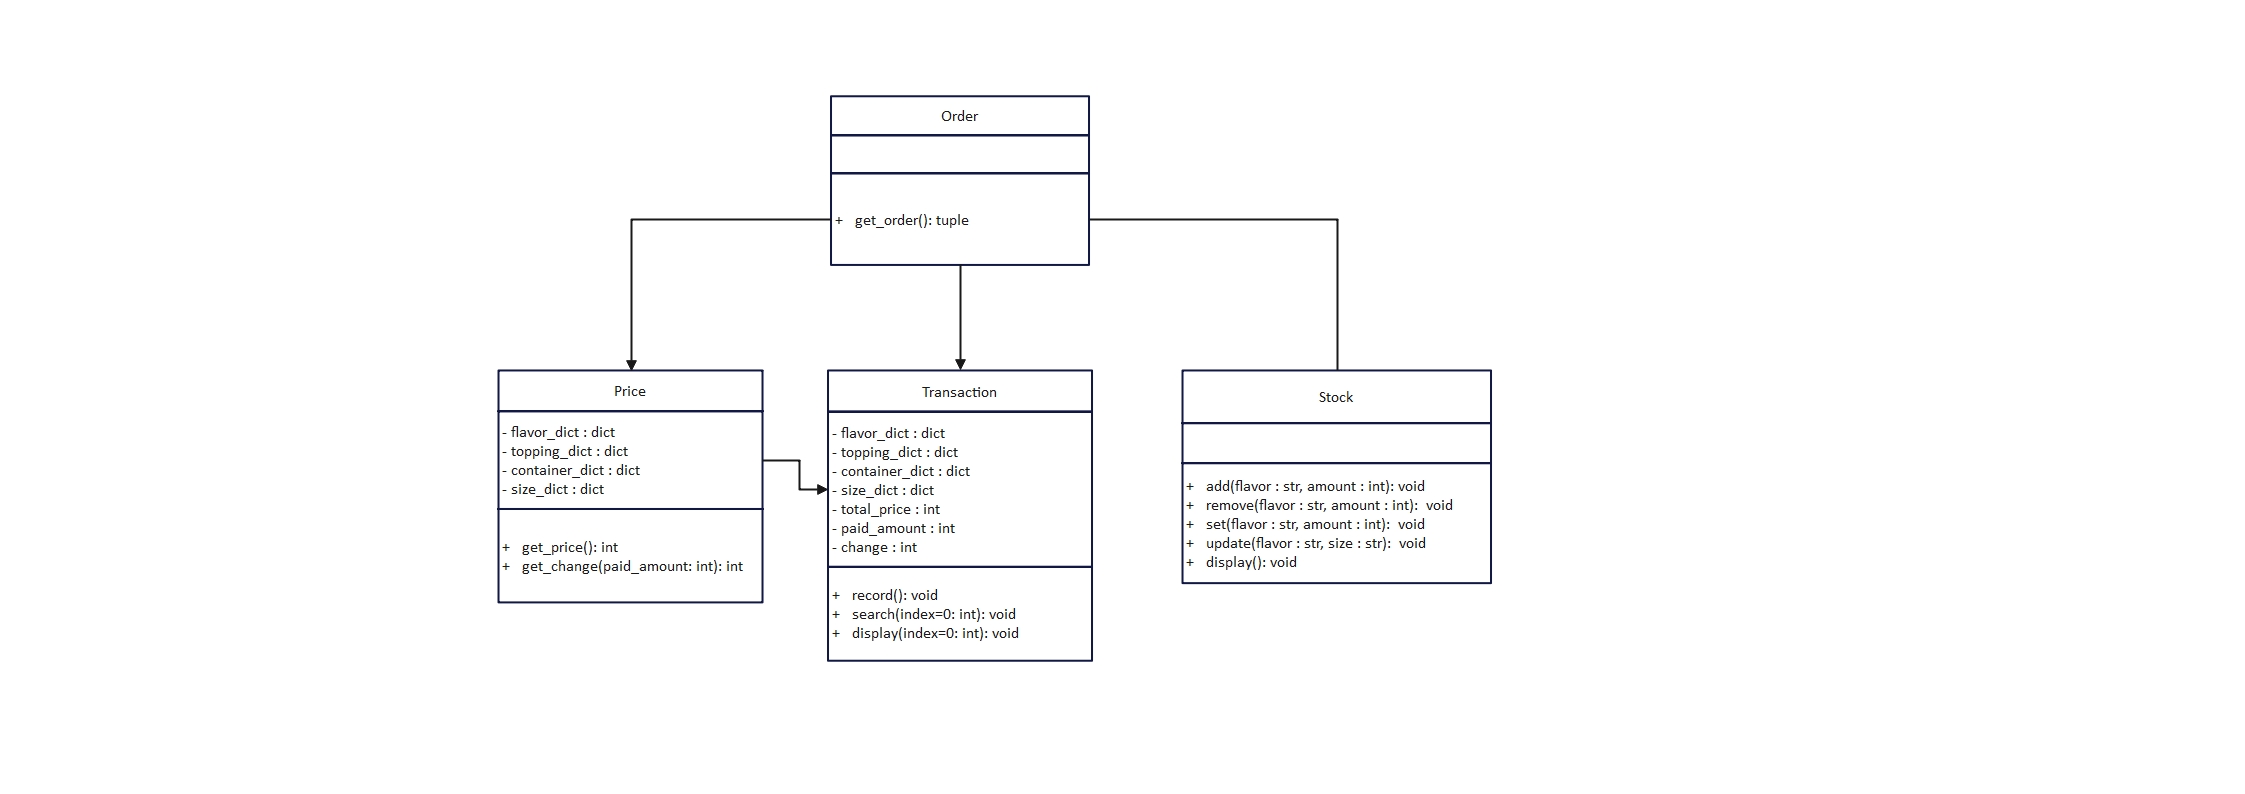 Order
+ get_order(): tuple
Price
- flavor_dict : dict
- topping_dict : dict
- container_dict : dict
- size_dict : dict
+ get_price(): int
+ get_change(paid_amount: int): int
Transaction
- flavor_dict : dict
- topping_dict : dict
- container_dict : dict
- size_dict : dict
- total_price : int
- paid_amount : int
- change : int
+ record(): void
+ search(index=0: int): void
+ display(index=0: int): void
Stock
+ add(flavor : str, amount : int): void
+ remove(flavor : str, amount : int):  void
+ set(flavor : str, amount : int):  void
+ update(flavor : str, size : str):  void
+ display(): void